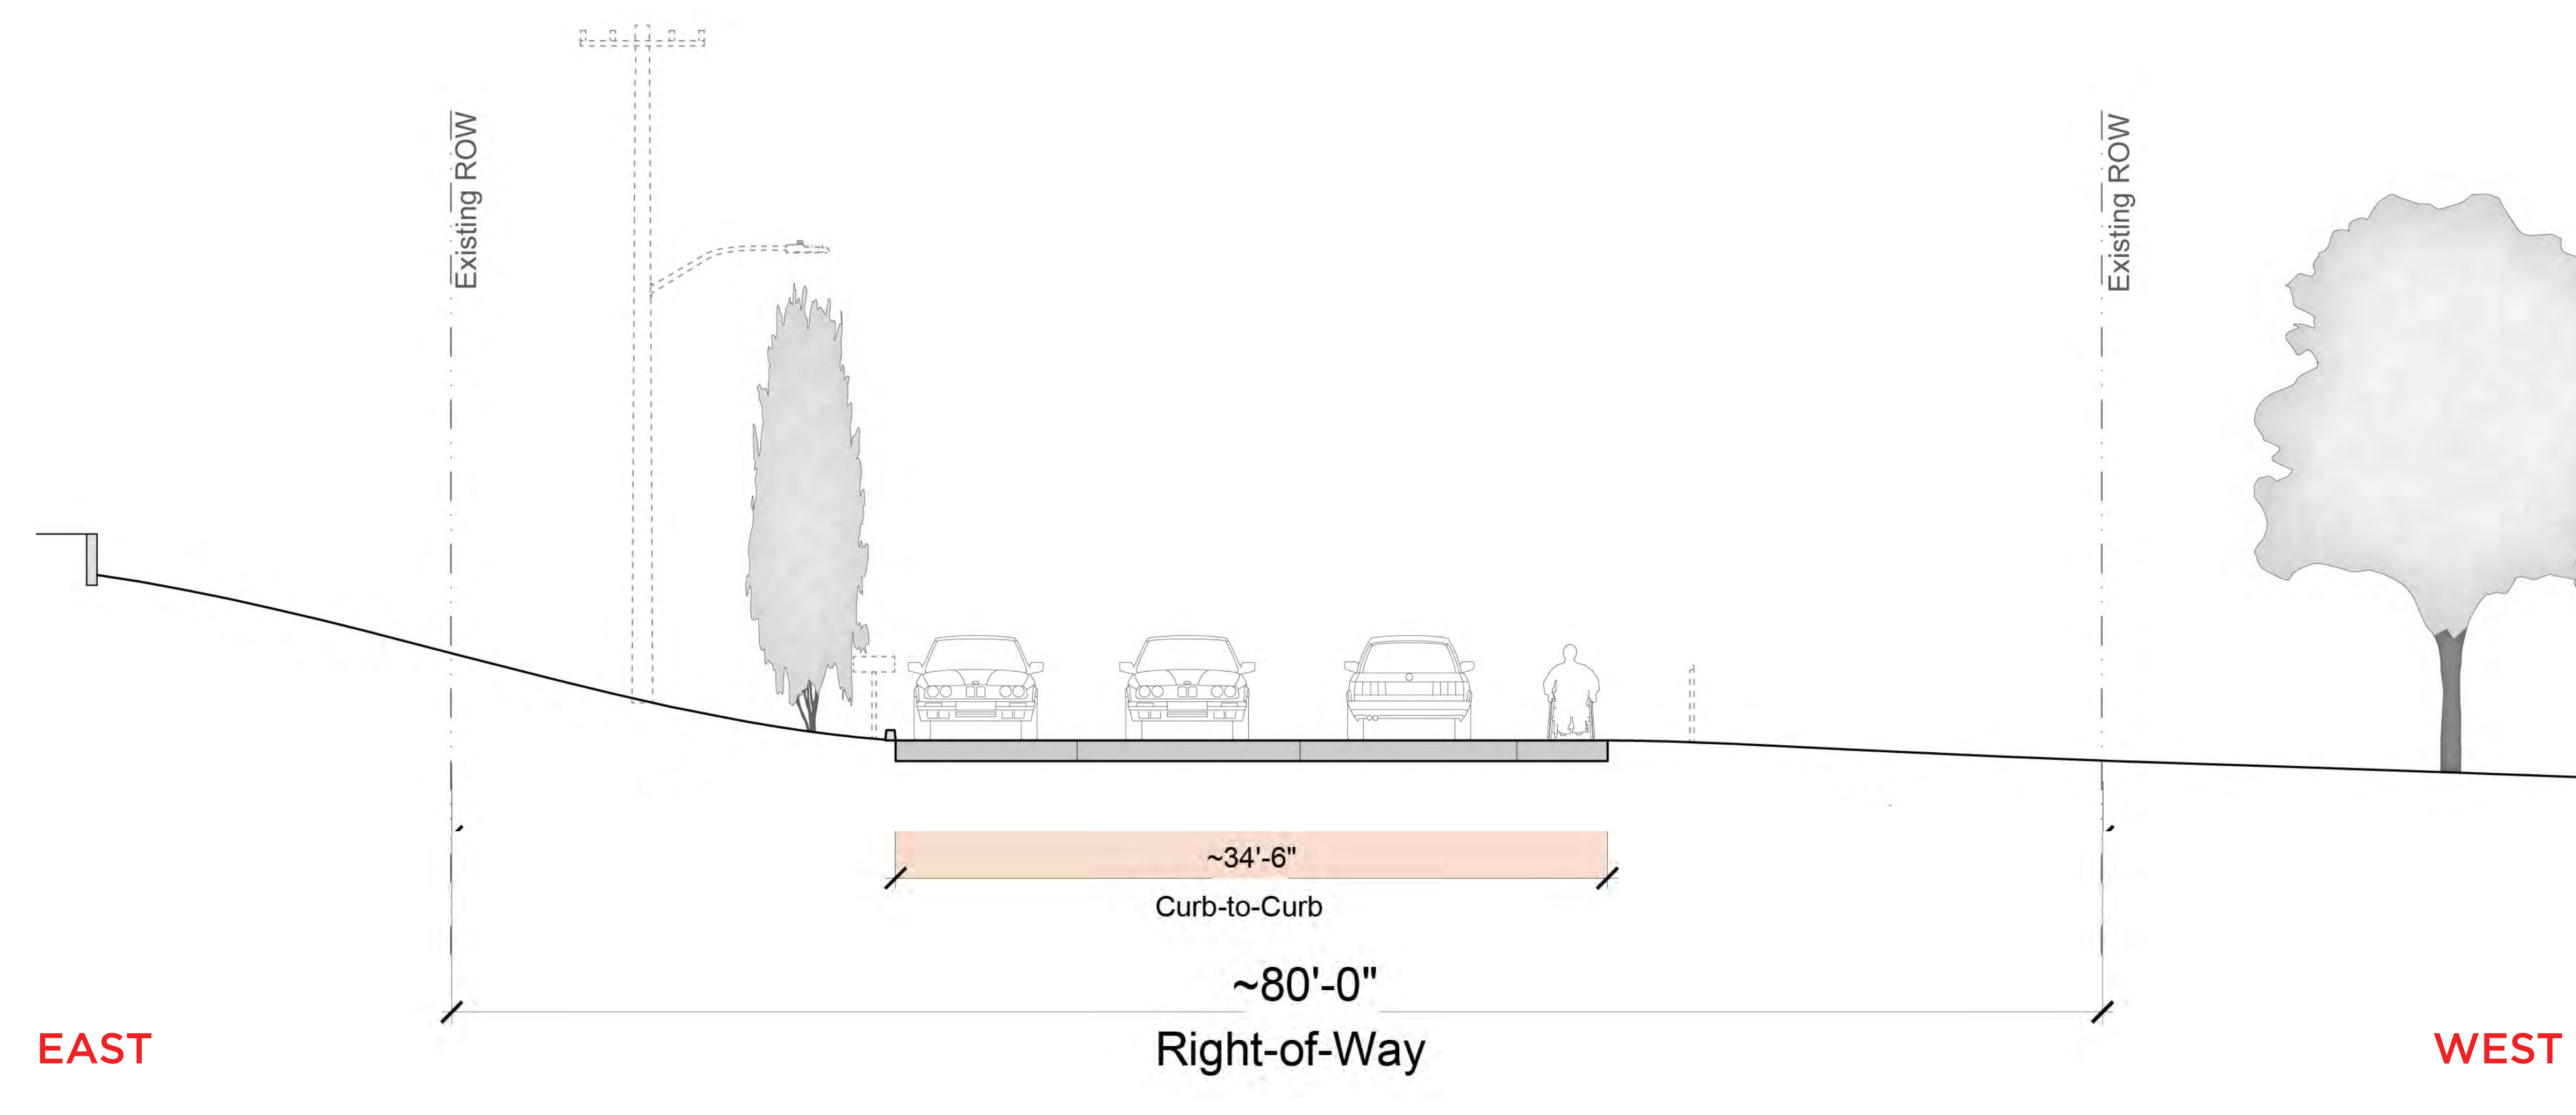 Existing ROW
Existing ROW
~34'-6"
Curb-to-Curb
~80'-0"
Right-of-Way
EAST
WEST